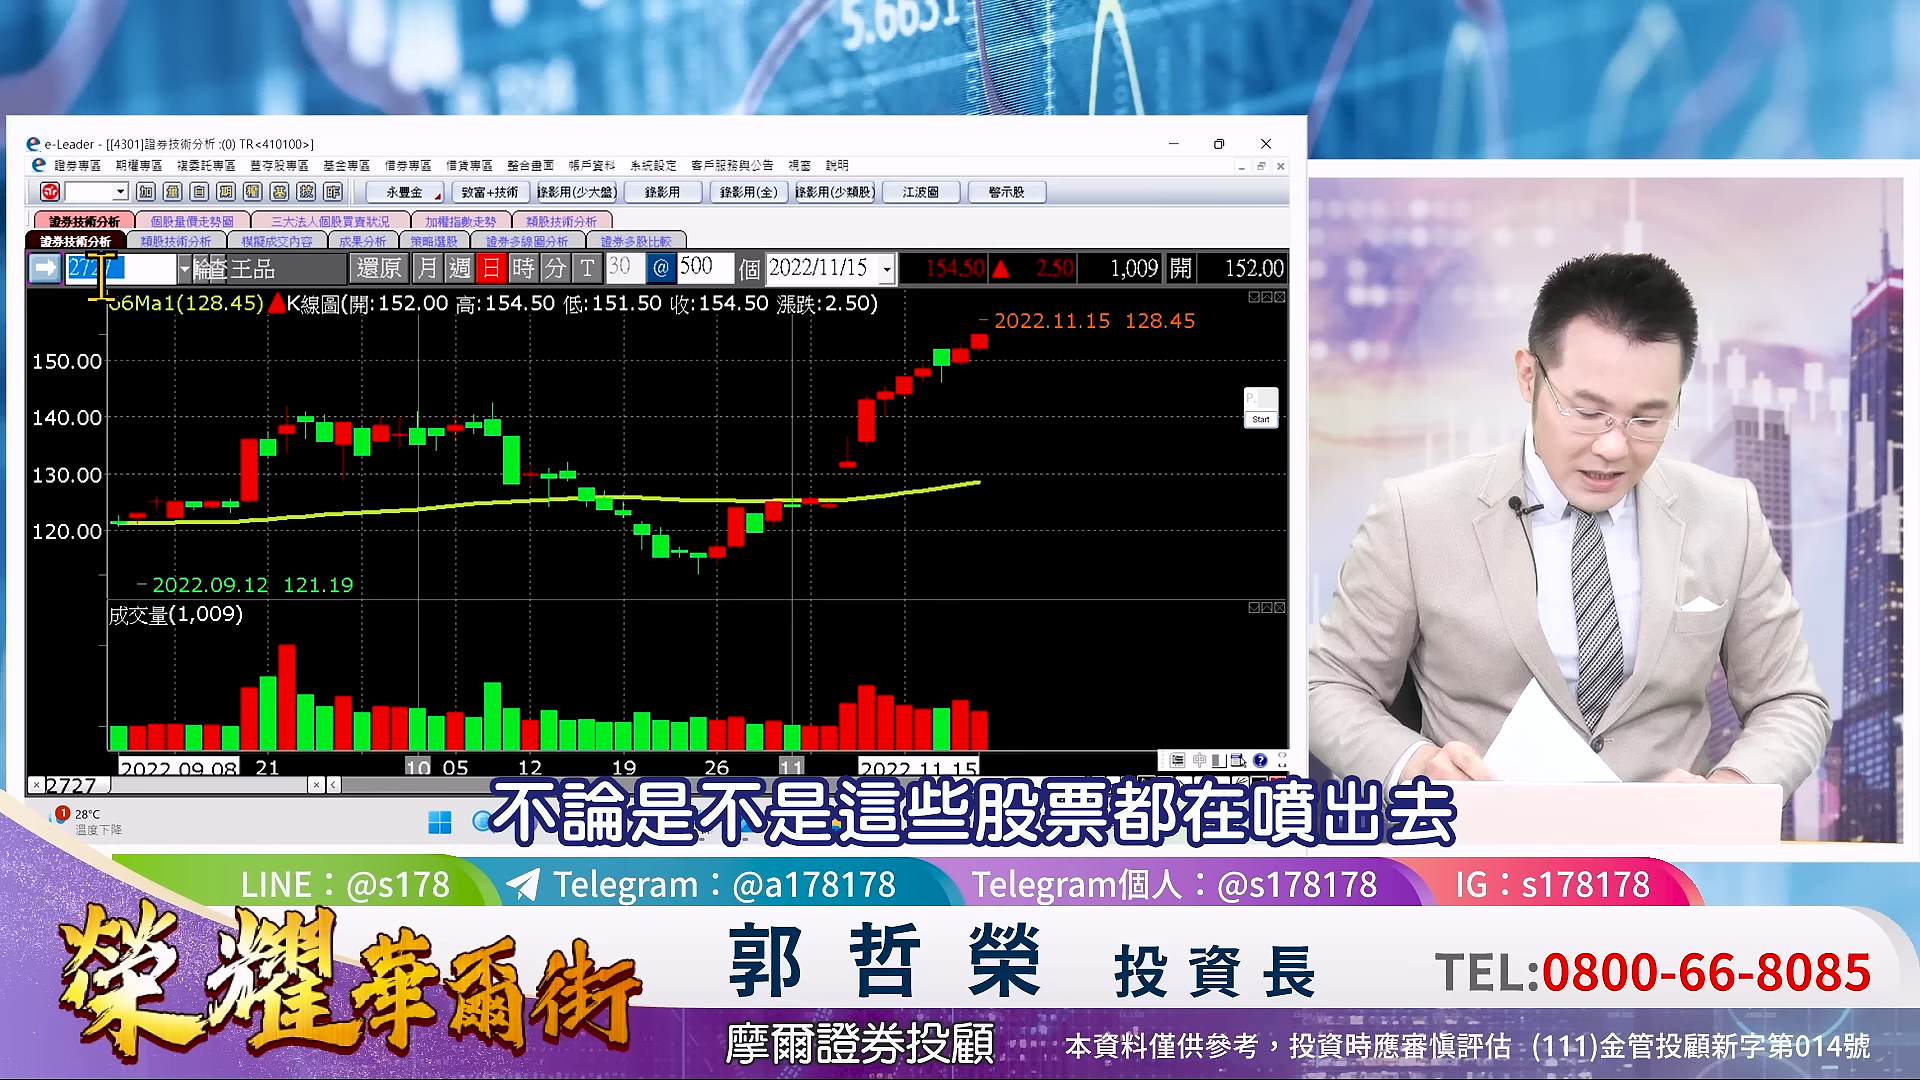 5.6631
e-Leader - [[4301]證券技術分析 :(0) TR<410100>]
證券專區 期權專區 複委託專區 豐存股專區 基金專區 借券專區 借貸專區 整合畫面 帳戶資料 系統設定 客戶服務與公告 視窗 說明
永豐金 致富+技術 錄影用(少大盤) 錄影用 錄影用(全) 錄影用(少類股) 江波圖 警示股
證券技術分析 個股量價走勢圖 三大法人個股買賣狀況 加權指數走勢 類股技術分析
證券技術分析 類股技術分析 模擬成交內容 成果分析 策略選股 證券多線圖分析 證券多股比較
2727 王品 還原 月 週 日 時 分 T 30 @ 500 個 2022/11/15 154.50 ▲ 2.50 1,009 開 152.00
66Ma1(128.45) ▲K線圖(開:152.00 高:154.50 低:151.50 收:154.50 漲跌:2.50)
2022.11.15 128.45
150.00
140.00
Start
130.00
120.00
2022.09.12 121.19
成交量(1,009)
2022.09.08 21 10 05 12 19 26 11 2022.11.15
2727
1 28°C
溫度下降
不論是不是這些股票都在噴出去
LINE：@s178 Telegram：@a178178 Telegram個人：@s178178 IG：s178178
榮耀華爾街
郭哲榮 投資長 TEL:0800-66-8085
摩爾證券投顧 本資料僅供參考，投資時應審慎評估 (111)金管投顧新字第014號